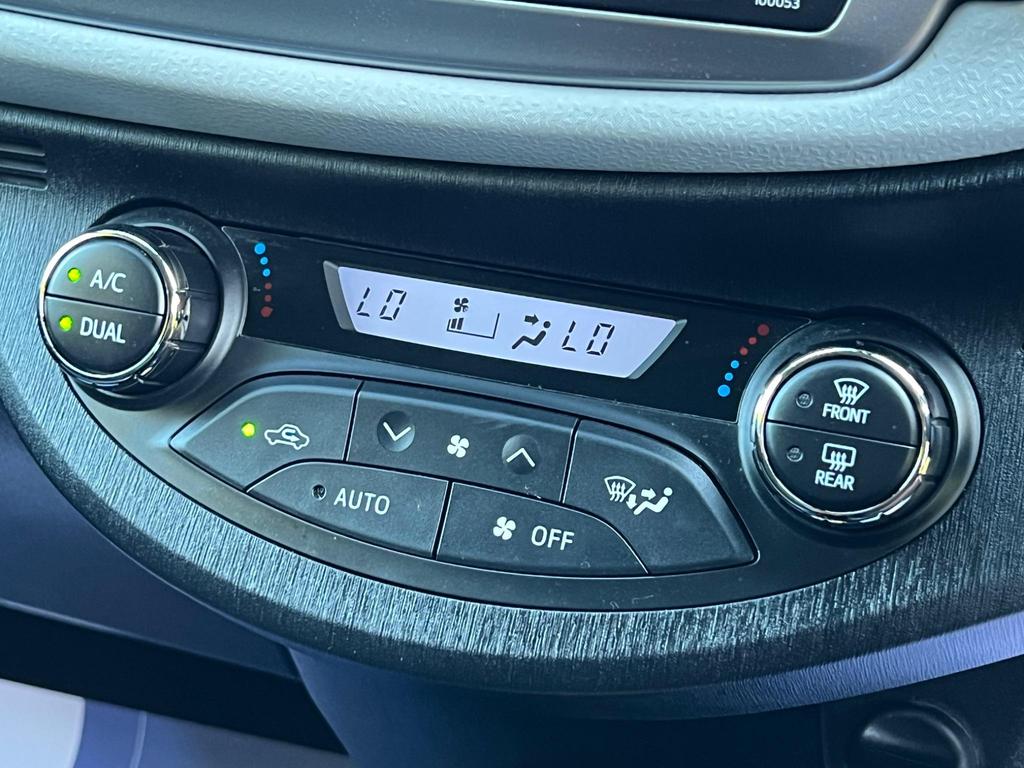 100053
A/C
DUAL
LO
LO
FRONT
REAR
AUTO
OFF